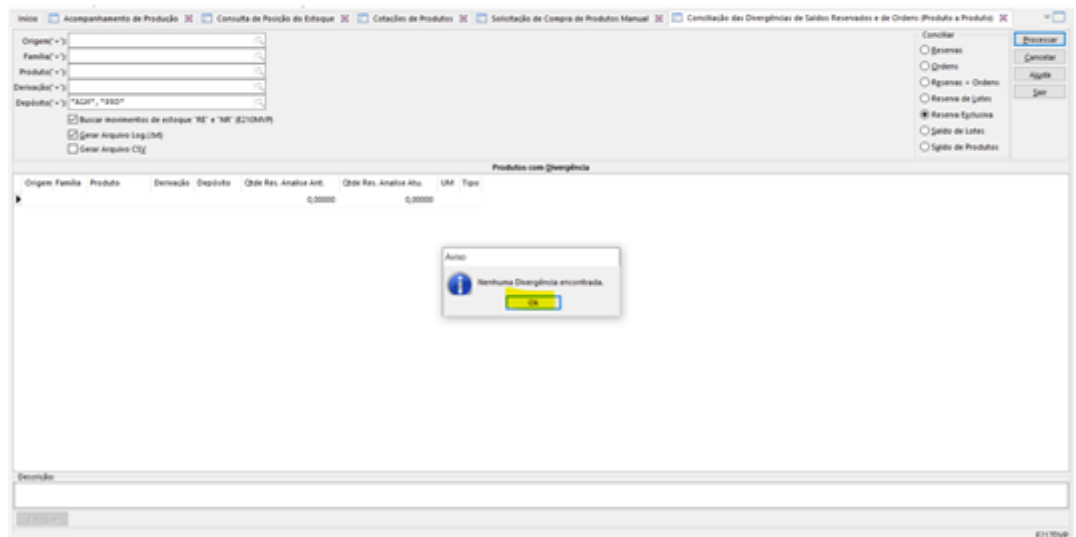 Início Acompanhamento de Produção Consulta de Posição do Estoque Cotações de Produtos Solicitação de Compra de Produtos Manual Conciliação das Divergências de Saldos Reservados e de Ordens (Produto a Produto)
Origem('+'):
Família('+'):
Produto('+'):
Derivação('+'):
Depósito('+'):
Buscar movimentos de estoque "RE" e "NR" (E210MVP)
Gerar Arquivo Log(.txt)
Gerar Arquivo CSV
Conciliar
Reservas
Ordens
Reservas + Ordens
Reserva de Lotes
Reserva Exclusiva
Saldo de Lotes
Saldo de Produtos
Processar
Cancelar
Ajuda
Sair
Produtos com Divergência
Origem Família Produto Derivação Depósito Qtde Res. Analise Ant. Qtde Res. Analise Atu. UM Tipo
0,00000 0,00000
Aviso
Nenhuma Divergência encontrada.
Ok
Descrição